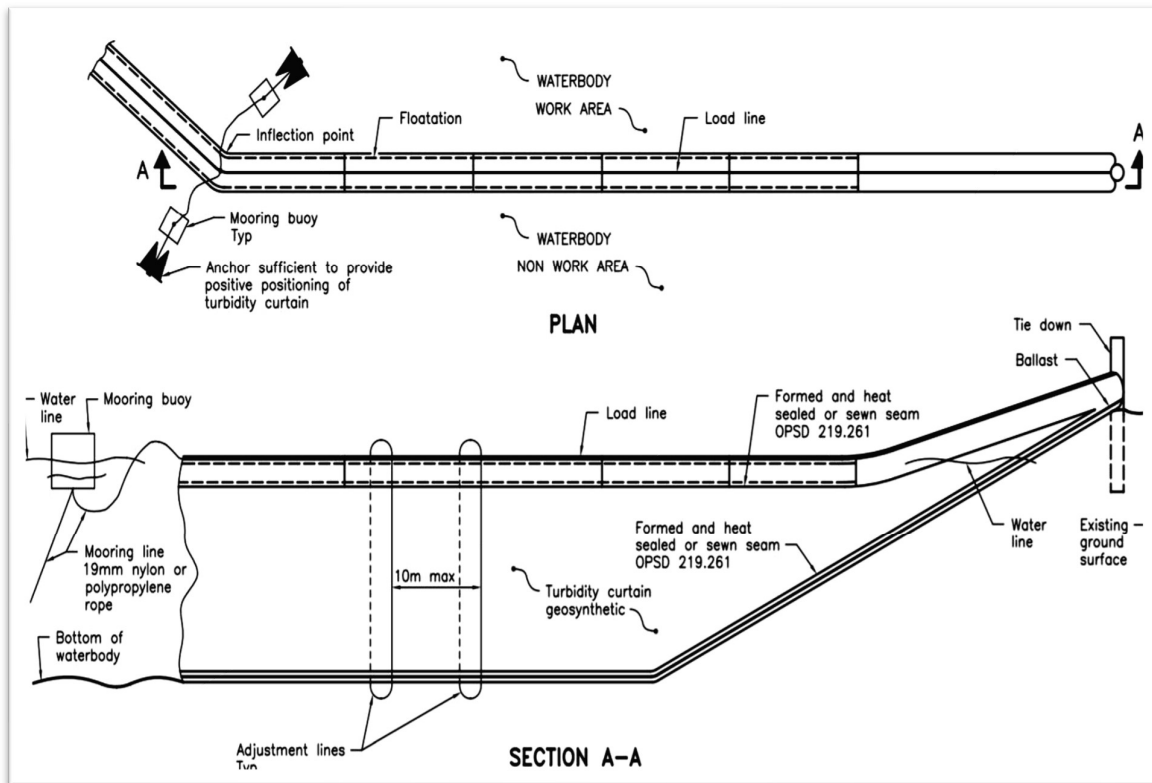 WATERBODY
WORK AREA
Floatation
Load line
Inflection point
A
A
Mooring buoy
Typ
WATERBODY
NON WORK AREA
Anchor sufficient to provide
positive positioning of
turbidity curtain
PLAN
Tie down
Ballast
Water
line
Mooring buoy
Load line
Formed and heat
sealed or sewn seam
OPSD 219.261
Mooring line
19mm nylon or
polypropylene
rope
10m max
Formed and heat
sealed or sewn seam
OPSD 219.261
Water
line
Existing
ground
surface
Turbidity curtain
geosynthetic
Bottom of
waterbody
Adjustment lines
Typ
SECTION A-A